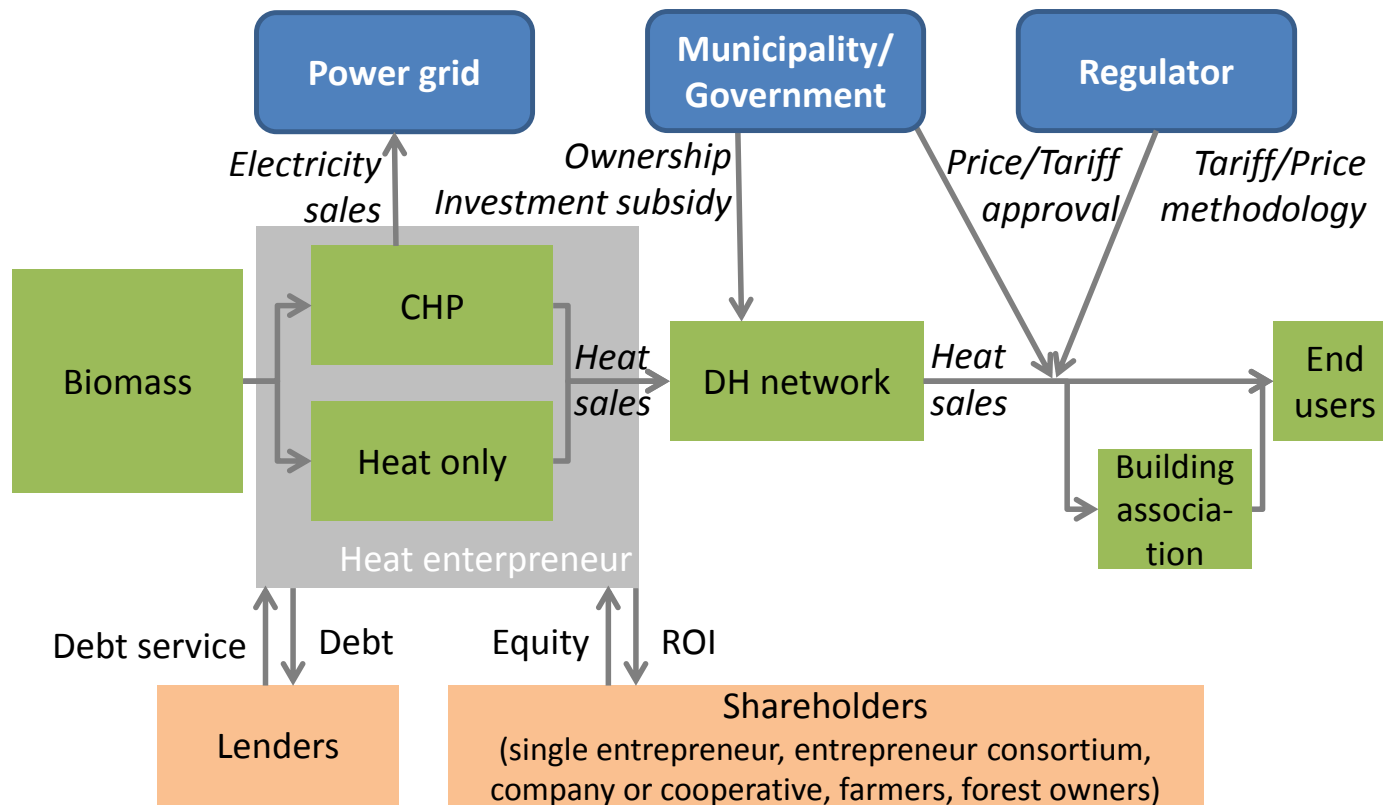 Power grid
Municipality/
Government
Regulator
Electricity
sales
Ownership
Investment subsidy
Price/Tariff
approval
Tariff/Price
methodology
Biomass
CHP
Heat only
Heat enterpreneur
Heat
sales
DH network
Heat
sales
End
users
Building
associa-
tion
Debt service
Debt
Equity
ROI
Lenders
Shareholders
(single entrepreneur, entrepreneur consortium,
company or cooperative, farmers, forest owners)